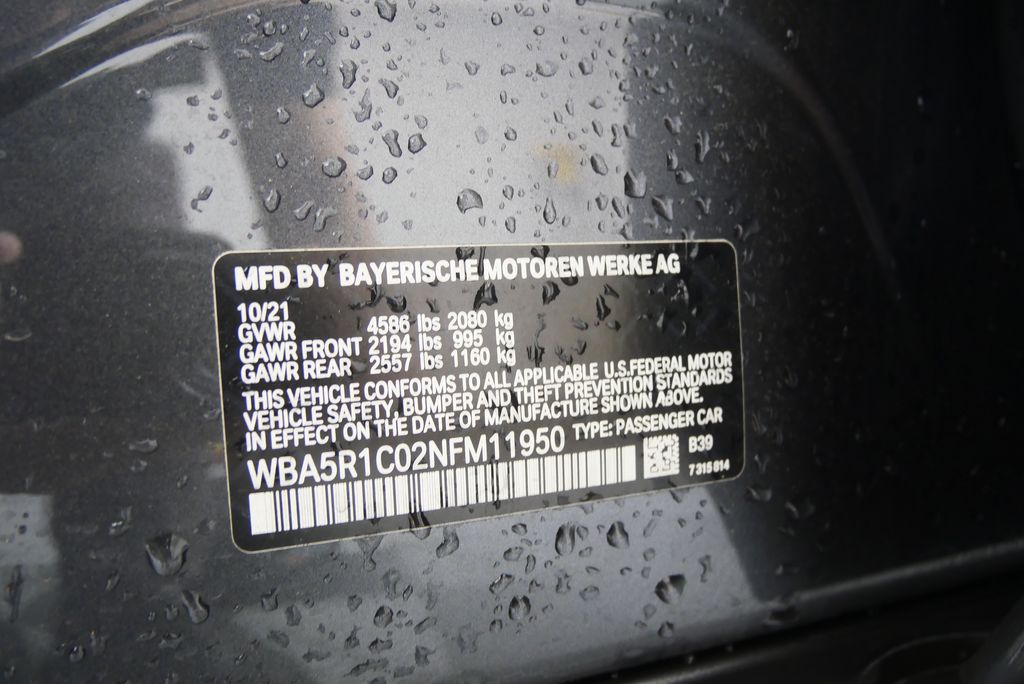 MFD BY BAYERISCHE MOTOREN WERKE AG
10/21
GVWR 4586 lbs 2080 kg
GAWR FRONT 2194 lbs 995 kg
GAWR REAR 2557 lbs 1160 kg
THIS VEHICLE CONFORMS TO ALL APPLICABLE U.S.FEDERAL MOTOR
VEHICLE SAFETY, BUMPER AND THEFT PREVENTION STANDARDS
IN EFFECT ON THE DATE OF MANUFACTURE SHOWN ABOVE.
WBA5R1C02NFM11950 TYPE: PASSENGER CAR
B39
7315814